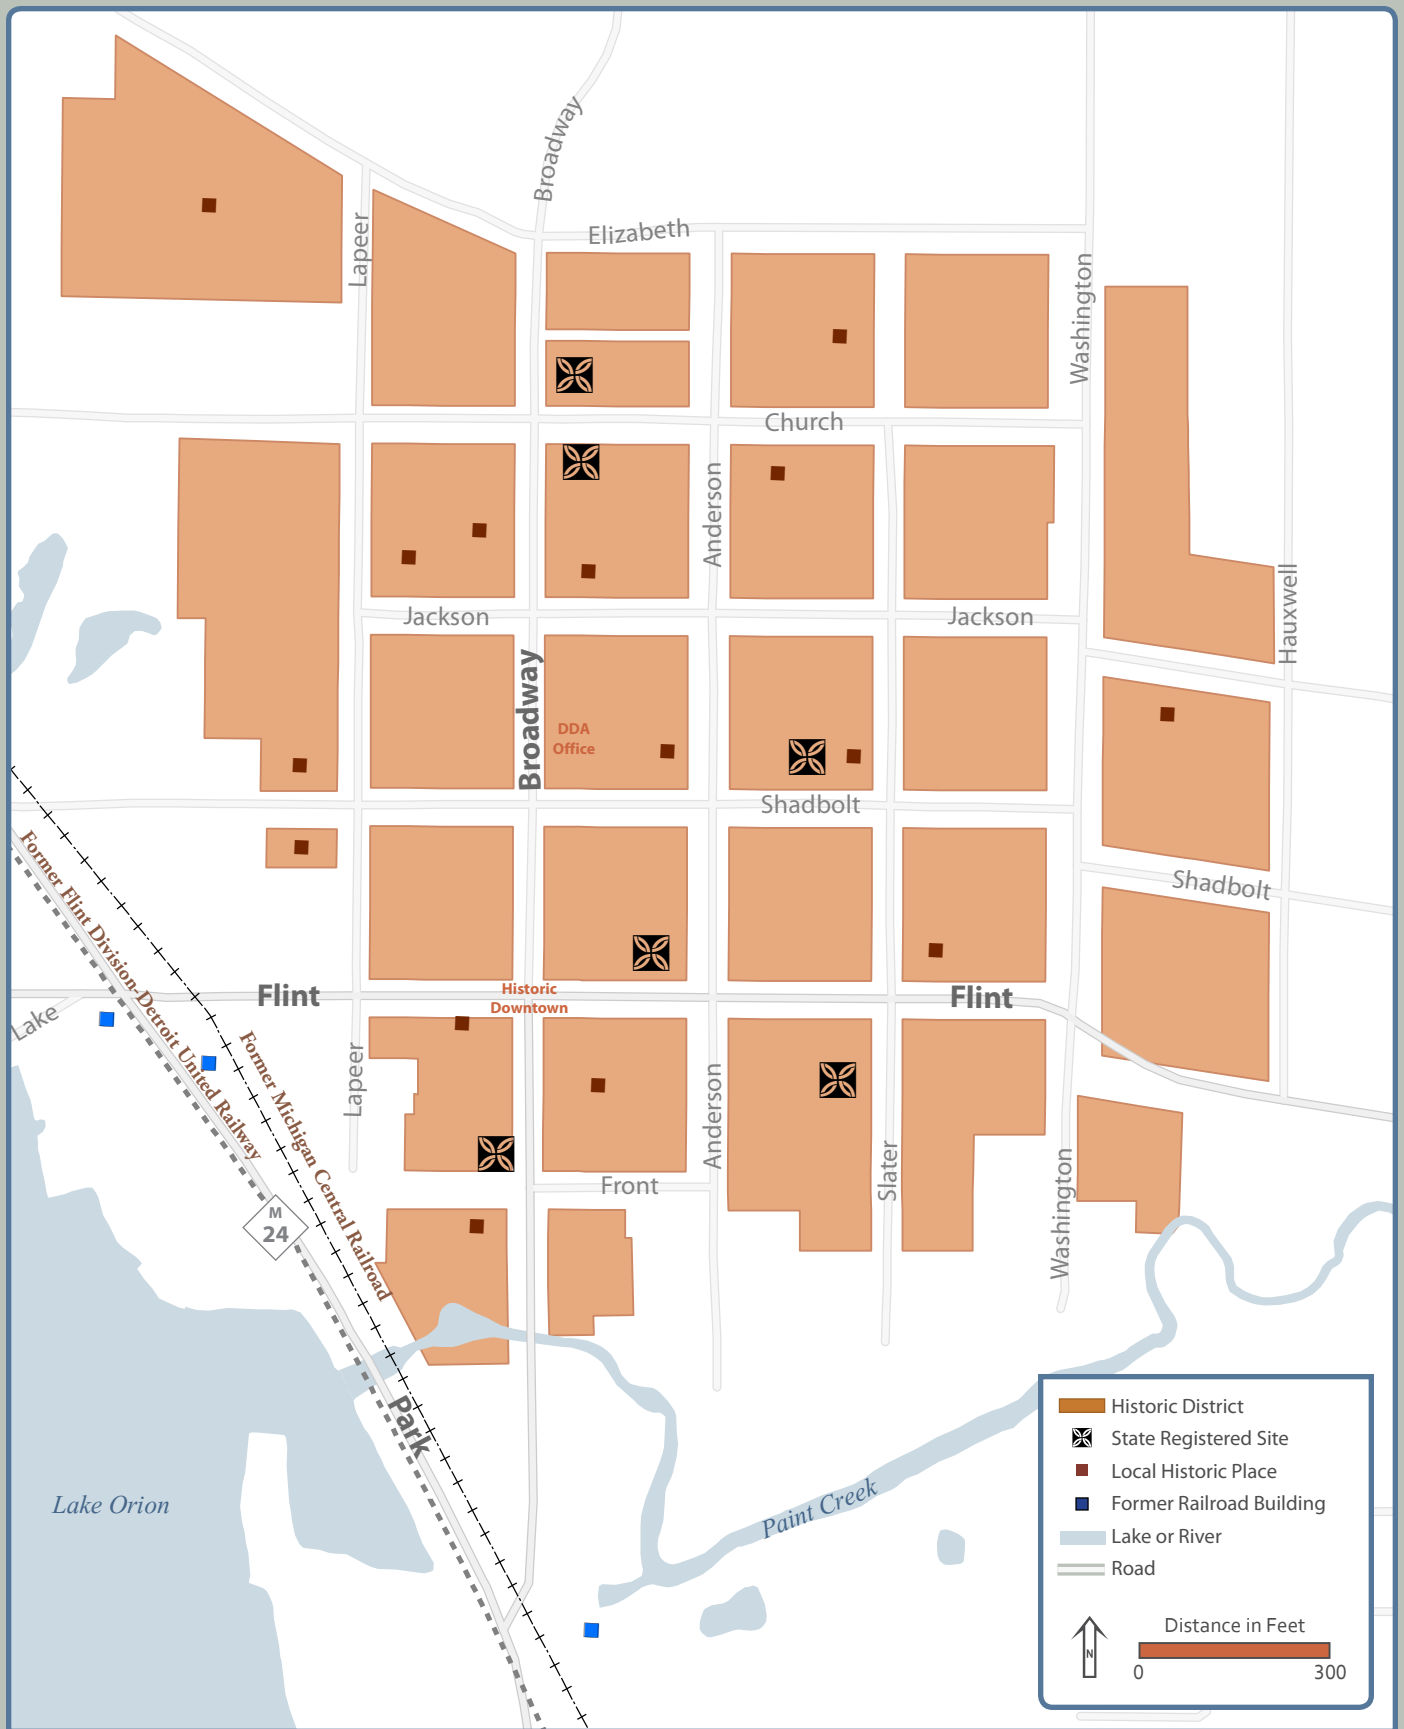 Broadway
Elizabeth
Lapeer
Washington
Church
Anderson
Hauxwell
Jackson
Jackson
Broadway
DDA
Office
Shadbolt
Former Flint Division-Detroit United Railway
Shadbolt
Historic
Downtown
Flint
Flint
Lake
Former Michigan Central Railroad
Lapeer
Anderson
Slater
Washington
Front
M
24
Park
Lake Orion
Paint Creek
Historic District
State Registered Site
Local Historic Place
Former Railroad Building
Lake or River
Road
Distance in Feet
N
0 300